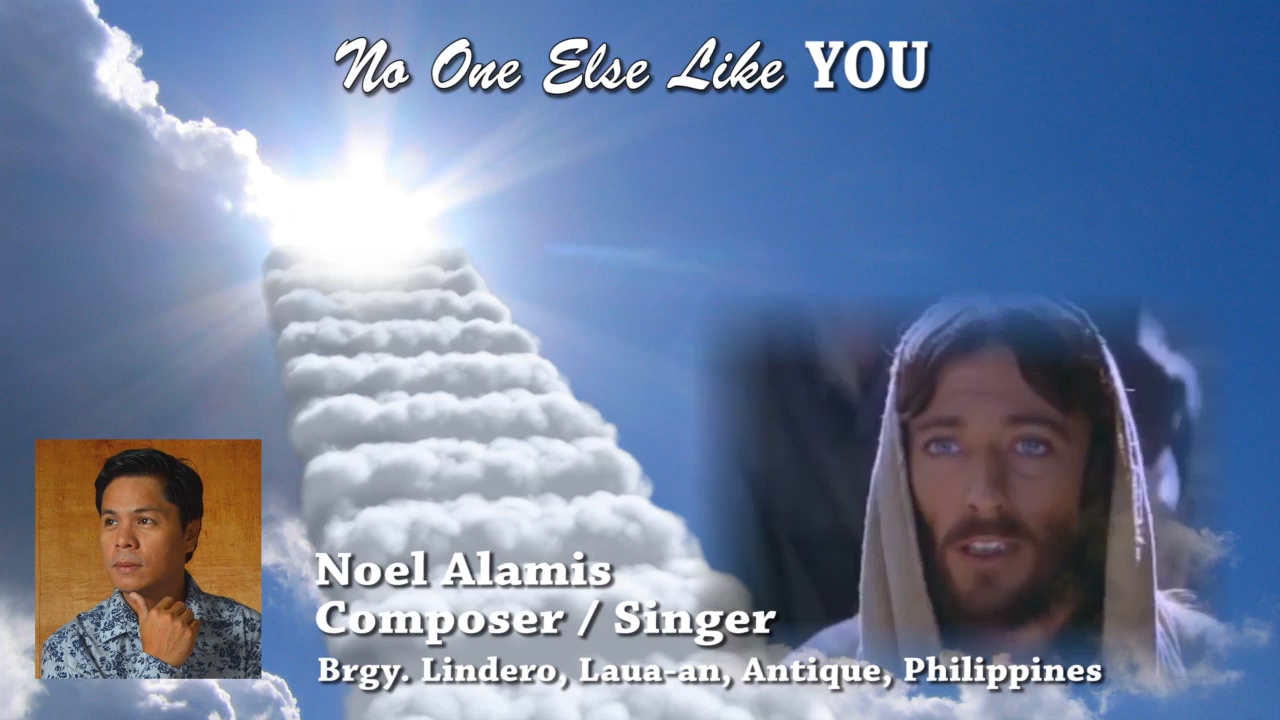 No One Else Like YOU
Noel Alamis
Composer / Singer
Brgy. Lindero, Laua-an, Antique, Philippines